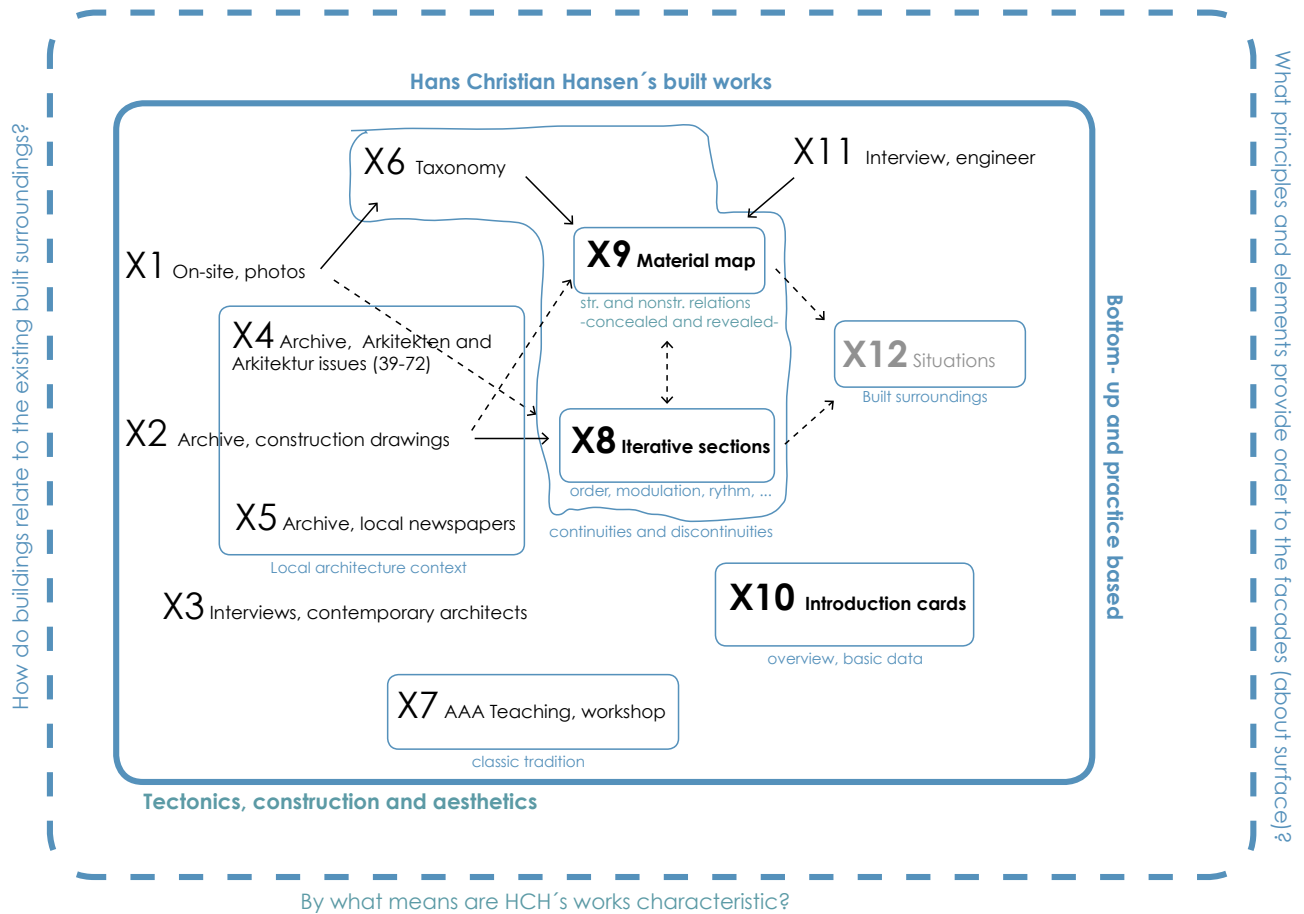 Hans Christian Hansen´s built works
How do buildings relate to the existing built surroundings?
What principles and elements provide order to the facades (about surface)?
X6 Taxonomy
X11 Interview, engineer
X1 On-site, photos
X9 Material map
str. and nonstr. relations
-concealed and revealed-
X4 Archive, Arkitekten and
Arkitektur issues (39-72)
X12 Situations
Built surroundings
Bottom- up and practice based
X2 Archive, construction drawings
X8 Iterative sections
order, modulation, rythm, ...
continuities and discontinuities
X5 Archive, local newspapers
Local architecture context
X3 Interviews, contemporary architects
X10 Introduction cards
overview, basic data
X7 AAA Teaching, workshop
classic tradition
Tectonics, construction and aesthetics
By what means are HCH´s works characteristic?